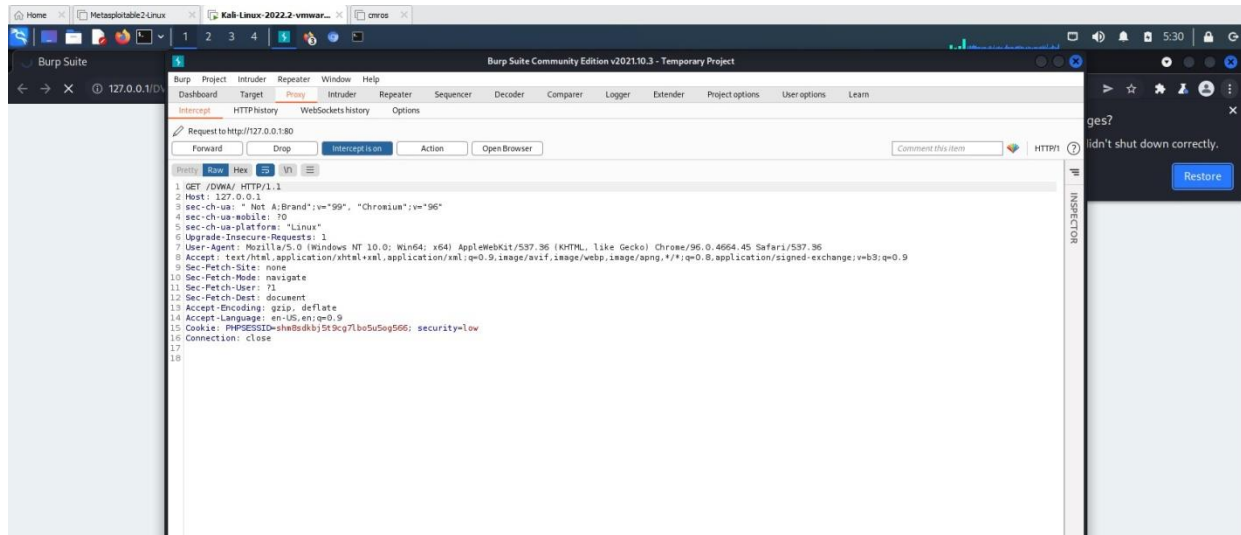 Home Metasploitable2-Linux Kali-Linux-2022.2-vmwar... cmros
1 2 3 4 5:30
Burp Suite
Burp Suite Community Edition v2021.10.3 - Temporary Project
127.0.0.1/DV
Burp Project Intruder Repeater Window Help
Dashboard Target Proxy Intruder Repeater Sequencer Decoder Comparer Logger Extender Project options User options Learn
Intercept HTTP history WebSockets history Options
Request to http://127.0.0.1:80
Forward Drop Intercept is on Action Open Browser Comment this item HTTP/1 ?
Pretty Raw Hex \n
1 GET /DVWA/ HTTP/1.1
2 Host: 127.0.0.1
3 sec-ch-ua: " Not A;Brand";v="99", "Chromium";v="96"
4 sec-ch-ua-mobile: ?0
5 sec-ch-ua-platform: "Linux"
6 Upgrade-Insecure-Requests: 1
7 User-Agent: Mozilla/5.0 (Windows NT 10.0; Win64; x64) AppleWebKit/537.36 (KHTML, like Gecko) Chrome/96.0.4664.45 Safari/537.36
8 Accept: text/html,application/xhtml+xml,application/xml;q=0.9,image/avif,image/webp,image/apng,*/*;q=0.8,application/signed-exchange;v=b3;q=0.9
9 Sec-Fetch-Site: none
10 Sec-Fetch-Mode: navigate
11 Sec-Fetch-User: ?1
12 Sec-Fetch-Dest: document
13 Accept-Encoding: gzip, deflate
14 Accept-Language: en-US,en;q=0.9
15 Cookie: PHPSESSID=shm8sdkbj5t9cg7lbo5u5og566; security=low
16 Connection: close
17
18
INSPECTOR
ges?
idn't shut down correctly.
Restore